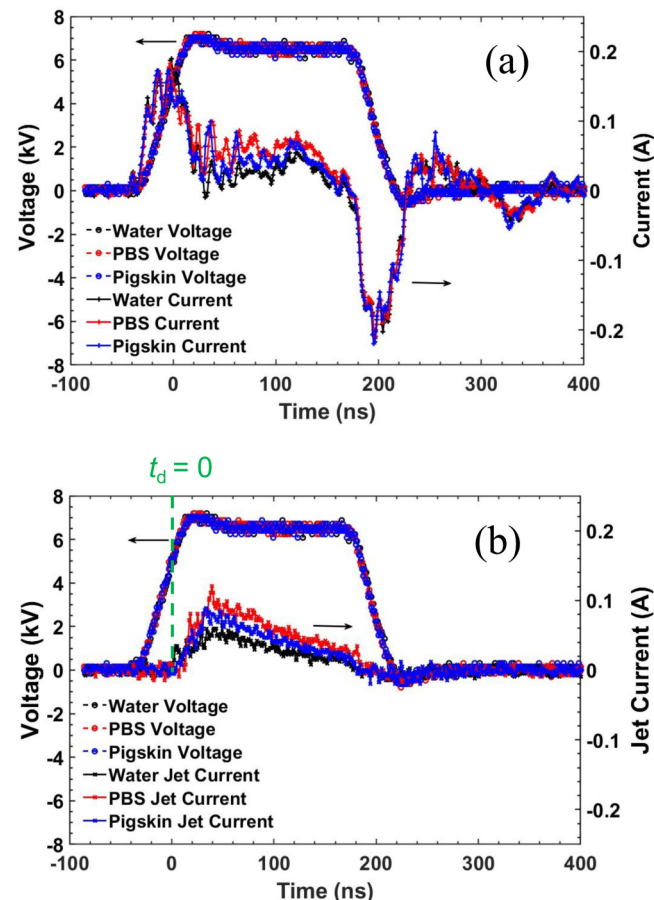 8
6
4
2
0
-2
-4
-6
-8
Voltage (kV)
(a)
0.2
0.1
0
-0.1
-0.2
Current (A)
Water Voltage
PBS Voltage
Pigskin Voltage
Water Current
PBS Current
Pigskin Current
-100 0 100 200 300 400
Time (ns)
td = 0
8
6
4
2
0
-2
-4
-6
-8
Voltage (kV)
(b)
0.2
0.1
0
-0.1
-0.2
Jet Current (A)
Water Voltage
PBS Voltage
Pigskin Voltage
Water Jet Current
PBS Jet Current
Pigskin Jet Current
-100 0 100 200 300 400
Time (ns)